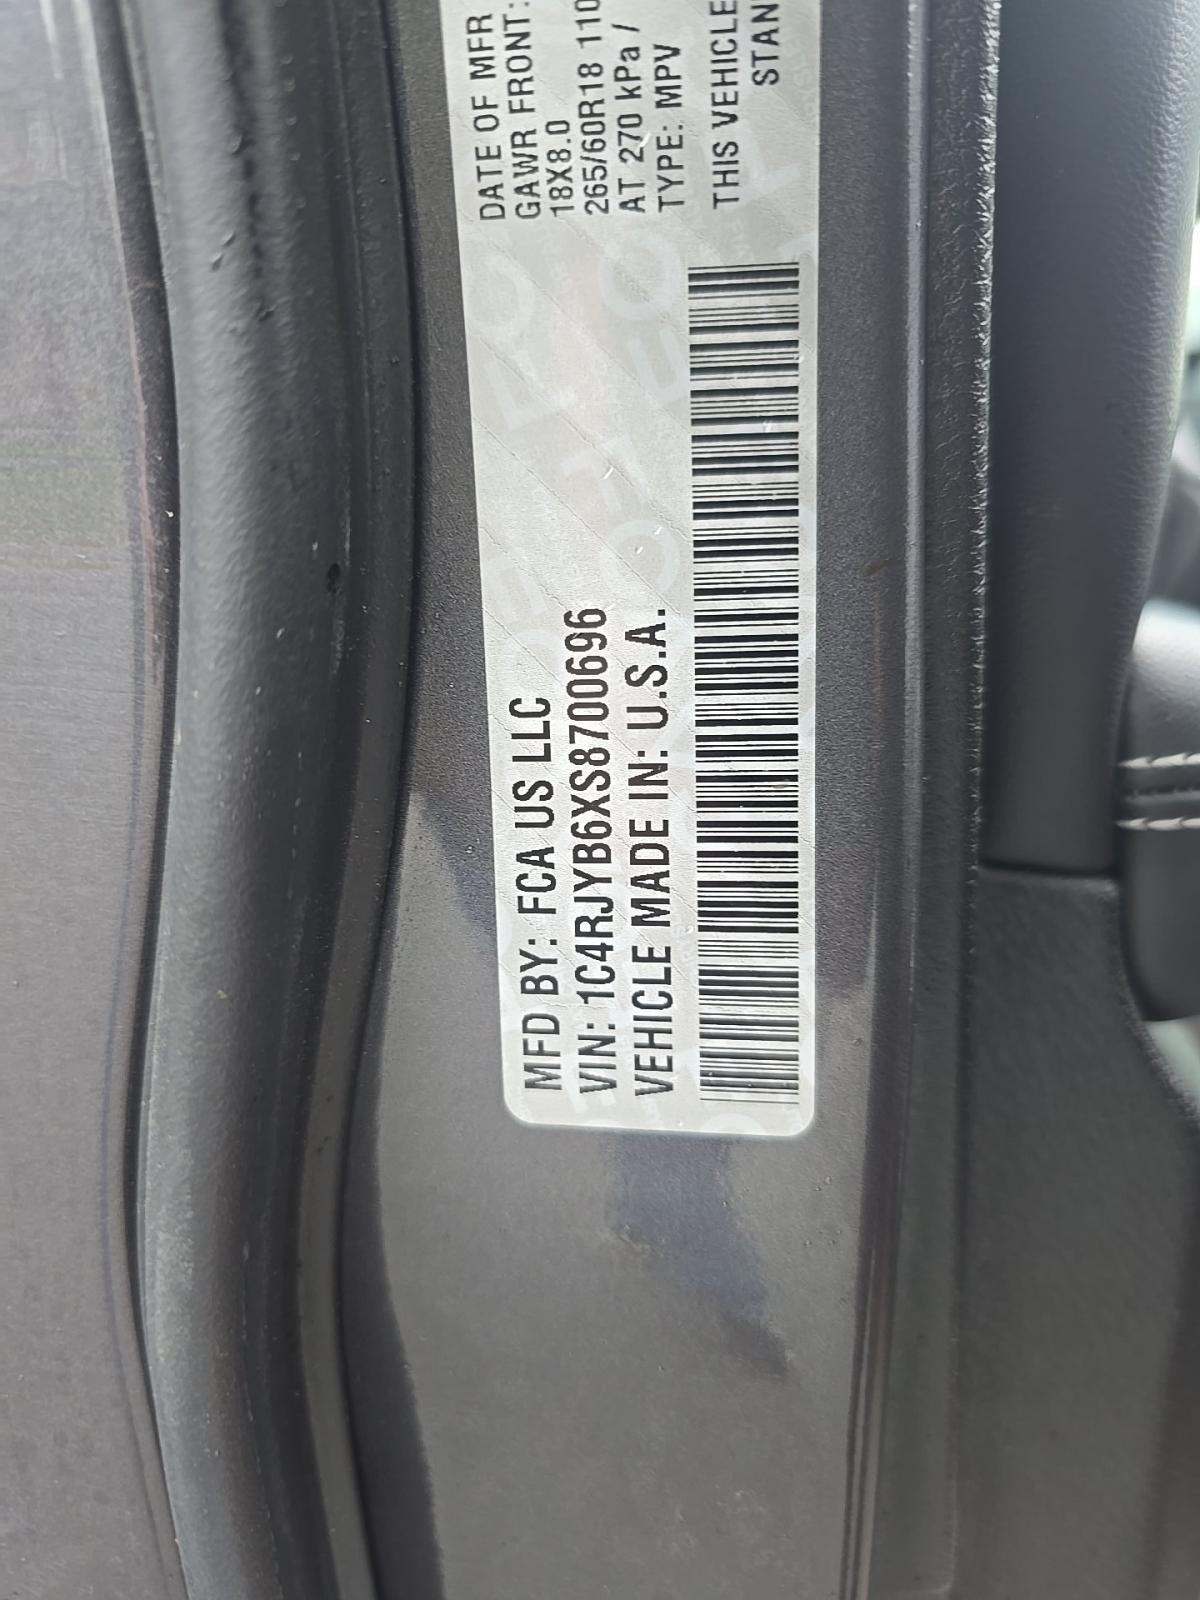 MFD BY: FCA US LLC
VIN: 1C4RJYB6XS8700696
VEHICLE MADE IN: U.S.A.
DATE OF MFR
GAWR FRONT:
18X8.0
265/60R18 110
AT 270 kPa /
TYPE: MPV
THIS VEHICLE
STAN